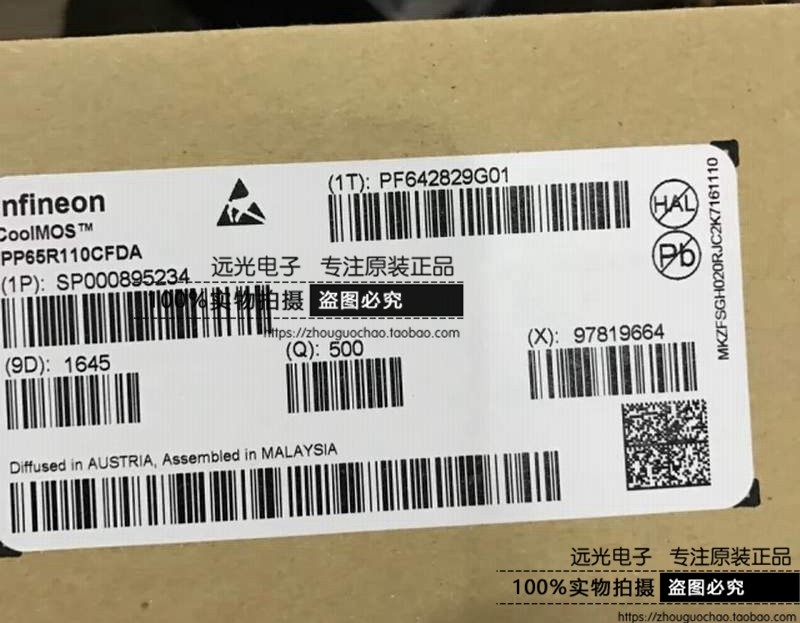 nfineon
CoolMOS™
PP65R110CFDA
(1P): SP000895234
(1T): PF642829G01
HAL
Pb
MKZFSGH020RJC2K7161110
远光电子 专注原装正品
100%实物拍摄 盗图必究
https://zhouguochao.taobao.com
(9D): 1645
(Q): 500
(X): 97819664
Diffused in AUSTRIA, Assembled in MALAYSIA
远光电子 专注原装正品
100%实物拍摄 盗图必究
https://zhouguochao.taobao.com